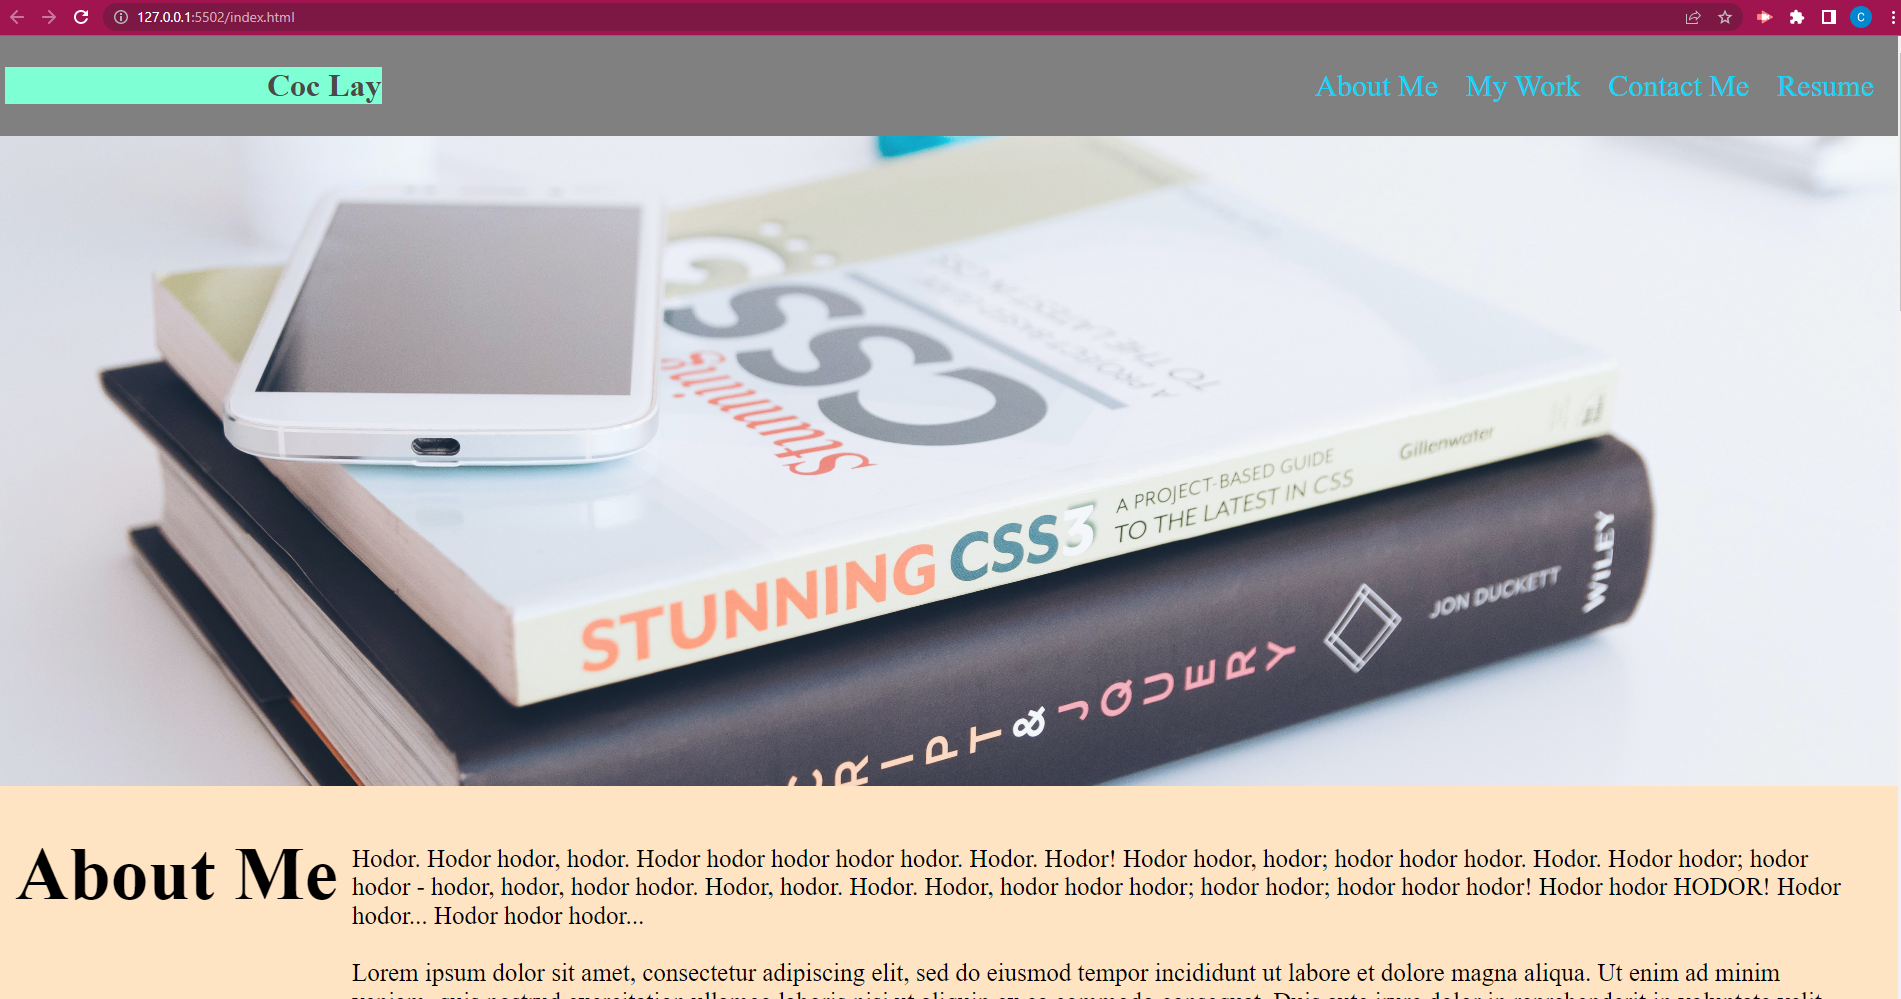 127.0.0.1:5502/index.html
C
Coc Lay
About Me My Work Contact Me Resume
CSS
Stunning
A PROJECT-BASED GUIDE
TO THE LATEST IN CSS
STUNNING CSS3
A PROJECT-BASED GUIDE
TO THE LATEST IN CSS
Gillenwater
CRIPT & JQUERY
JON DUCKETT
WILEY
About Me
Hodor. Hodor hodor, hodor. Hodor hodor hodor hodor hodor. Hodor. Hodor! Hodor hodor, hodor; hodor hodor hodor. Hodor. Hodor hodor; hodor
hodor - hodor, hodor, hodor hodor. Hodor, hodor. Hodor. Hodor, hodor hodor hodor; hodor hodor; hodor hodor hodor! Hodor hodor HODOR! Hodor
hodor... Hodor hodor hodor...
Lorem ipsum dolor sit amet, consectetur adipiscing elit, sed do eiusmod tempor incididunt ut labore et dolore magna aliqua. Ut enim ad minim